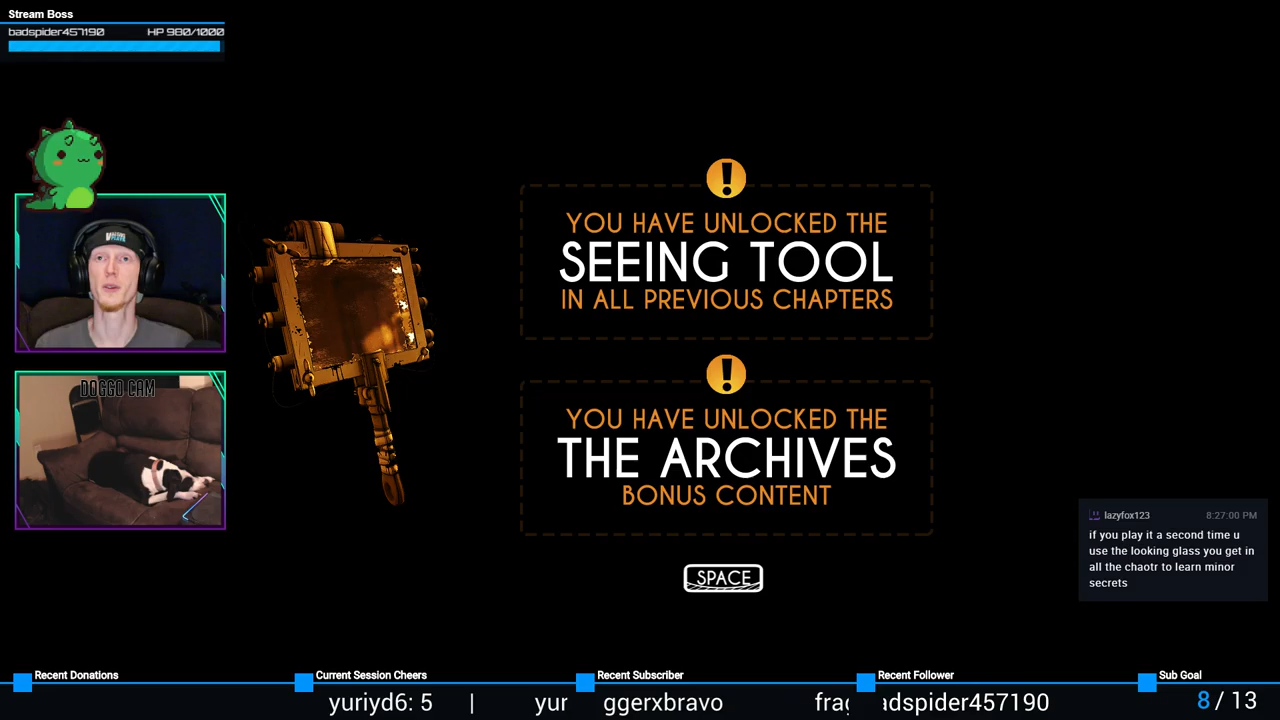 Stream Boss
badspider457190 HP 980/1000
DOGGO CAM
!
YOU HAVE UNLOCKED THE
SEEING TOOL
IN ALL PREVIOUS CHAPTERS
!
YOU HAVE UNLOCKED THE
THE ARCHIVES
BONUS CONTENT
SPACE
lazyfox123 8:27:00 PM
if you play it a second time u
use the looking glass you get in
all the chaotr to learn minor
secrets
Recent Donations
Current Session Cheers
yuriyd6: 5 | yur
Recent Subscriber
ggerxbravo frag
Recent Follower
adspider457190
Sub Goal
8 / 13